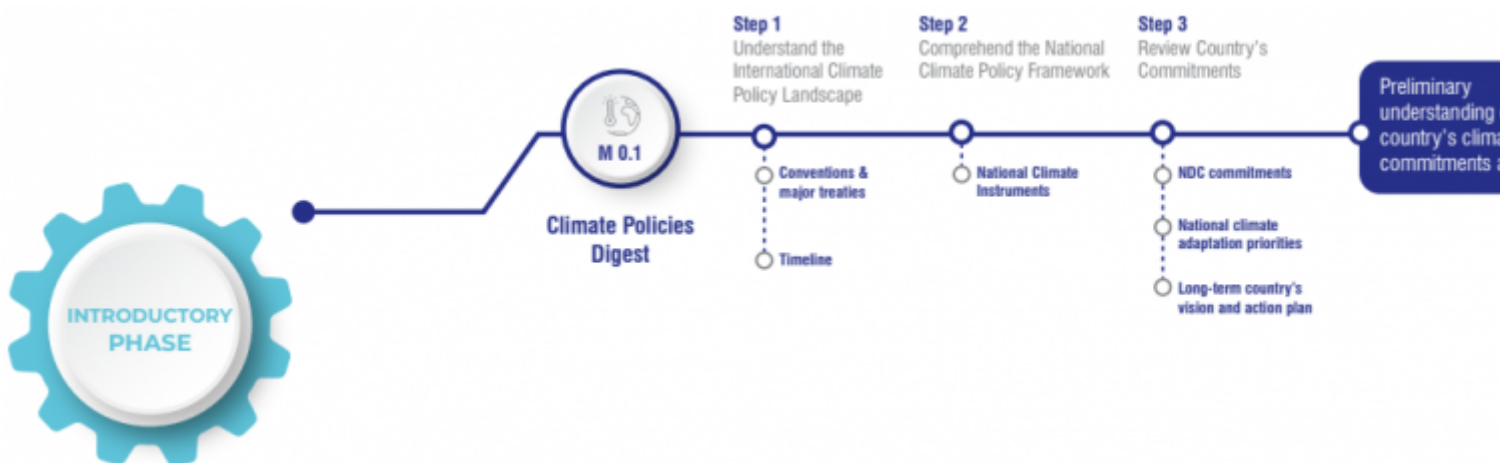 INTRODUCTORY
PHASE
M 0.1
Climate Policies
Digest
Step 1
Understand the
International Climate
Policy Landscape
Conventions &
major treaties
Timeline
Step 2
Comprehend the National
Climate Policy Framework
National Climate
Instruments
Step 3
Review Country's
Commitments
NDC commitments
National climate
adaptation priorities
Long-term country's
vision and action plan
Preliminary
understanding
country's
commitments